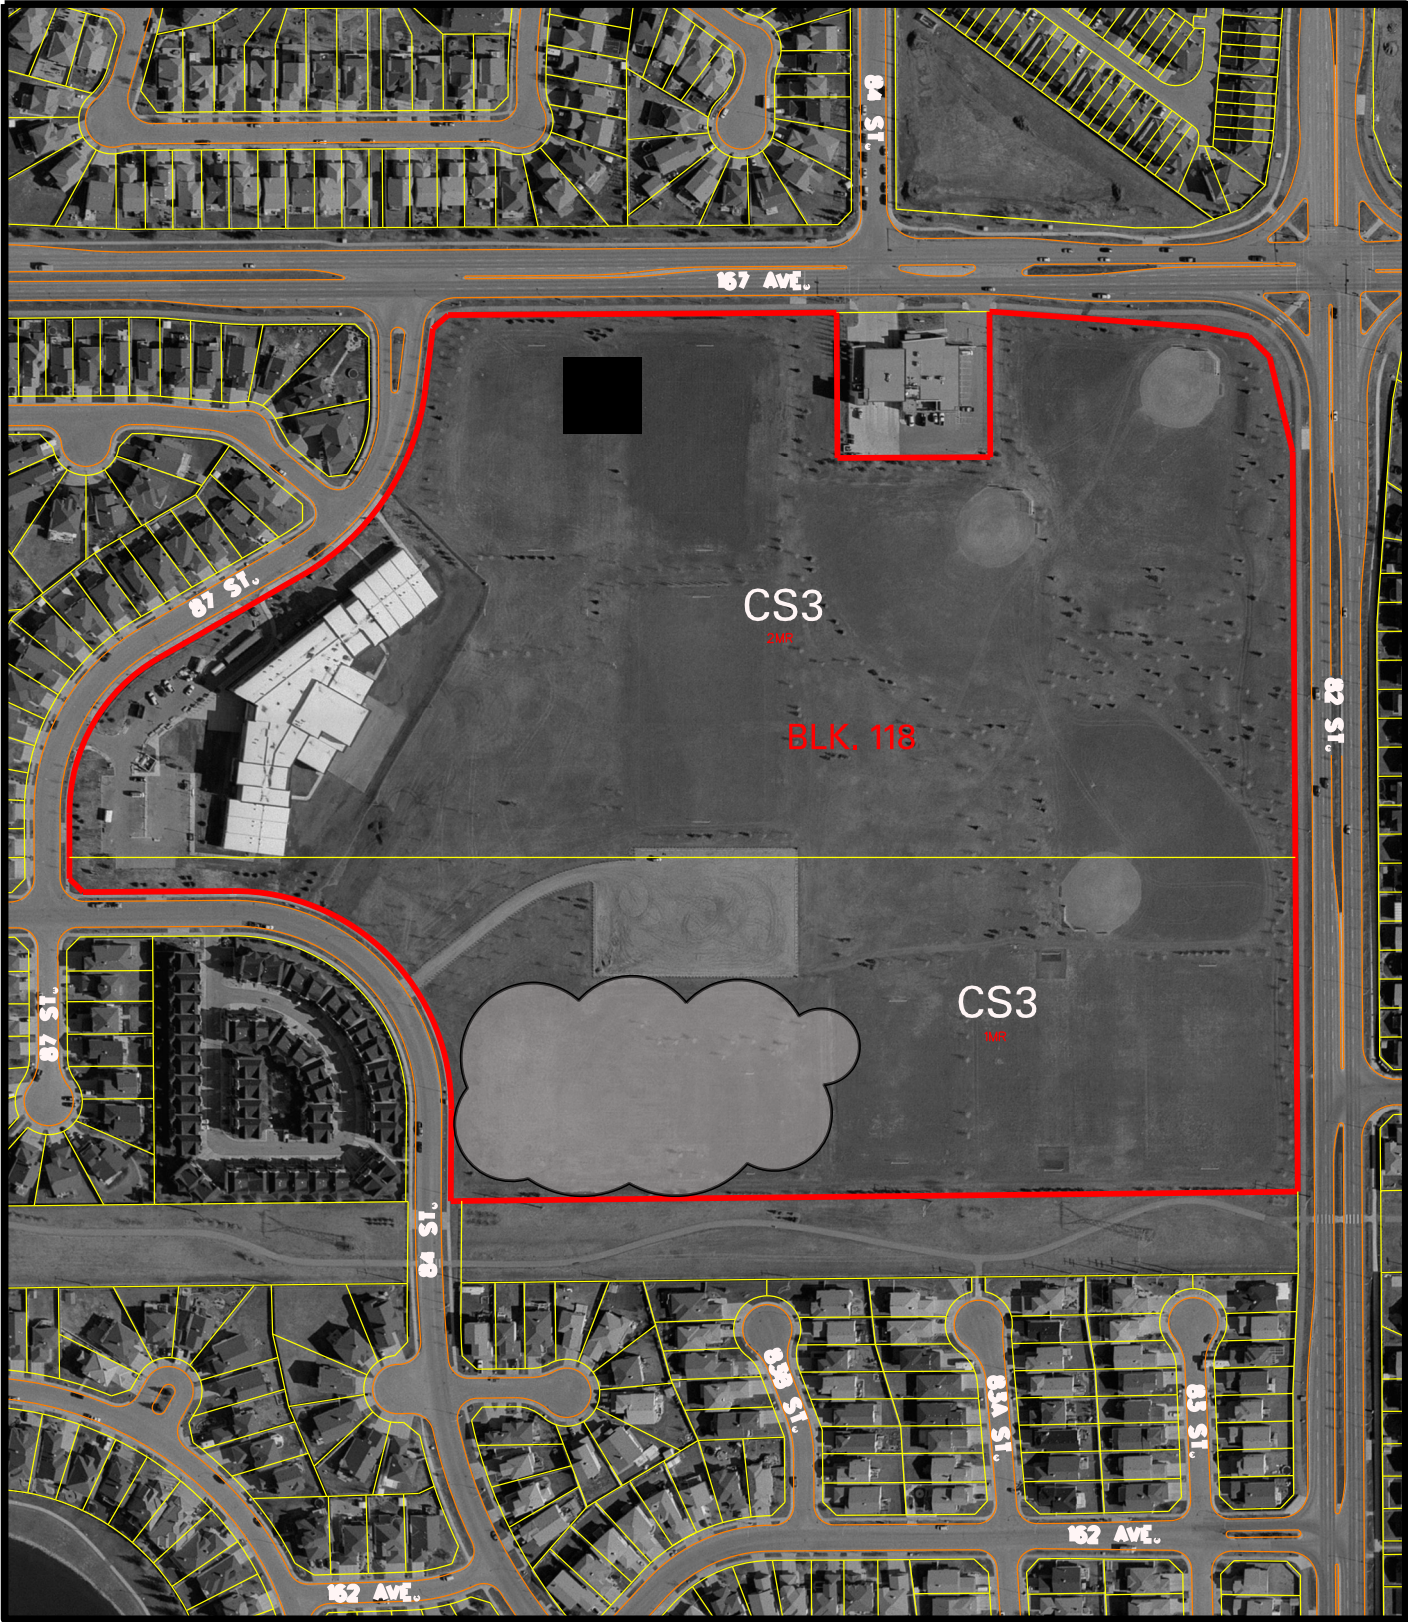 84 ST.
167 AVE.
87 ST.
CS3
2MR
BLK. 118
82 ST.
CS3
1MR
87 ST.
84 ST.
83B ST.
83A ST.
83 ST.
162 AVE.
162 AVE.